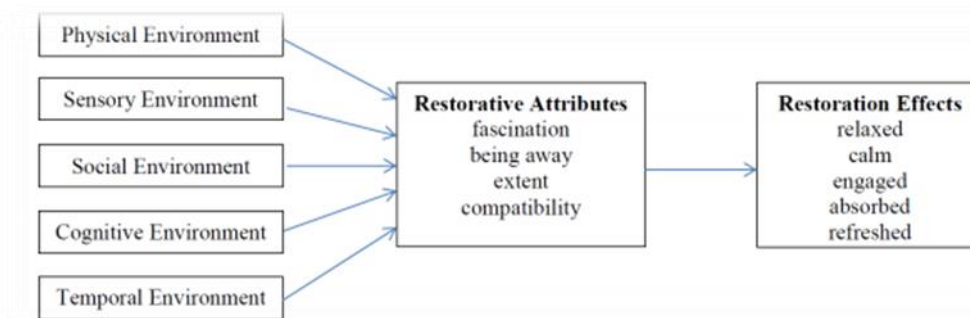 Physical Environment
Sensory Environment
Social Environment
Cognitive Environment
Temporal Environment
Restorative Attributes
fascination
being away
extent
compatibility
Restoration Effects
relaxed
calm
engaged
absorbed
refreshed